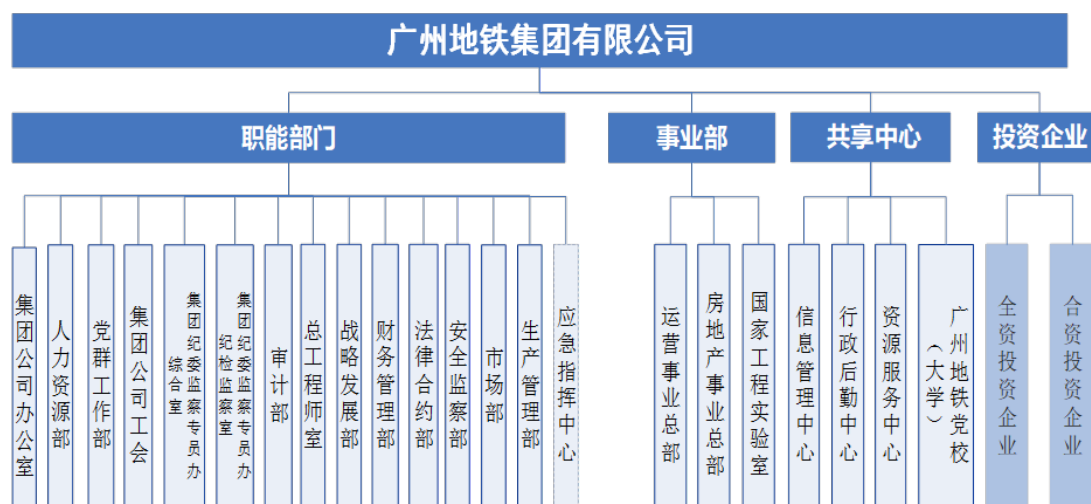 广州地铁集团有限公司
职能部门
事业部
共享中心
投资企业
集团公司办公室
人力资源部
党群工作部
集团公司工会
集团纪委监察专员办
综合室
集团纪委监察专员办
纪检监察室
审计部
总工程师室
战略发展部
财务管理部
法律合约部
安全监察部
市场部
生产管理部
应急指挥中心
运营事业总部
房地产事业总部
国家工程实验室
信息管理中心
行政后勤中心
资源服务中心
广州地铁党校
（大学）
全资投资企业
合资投资企业